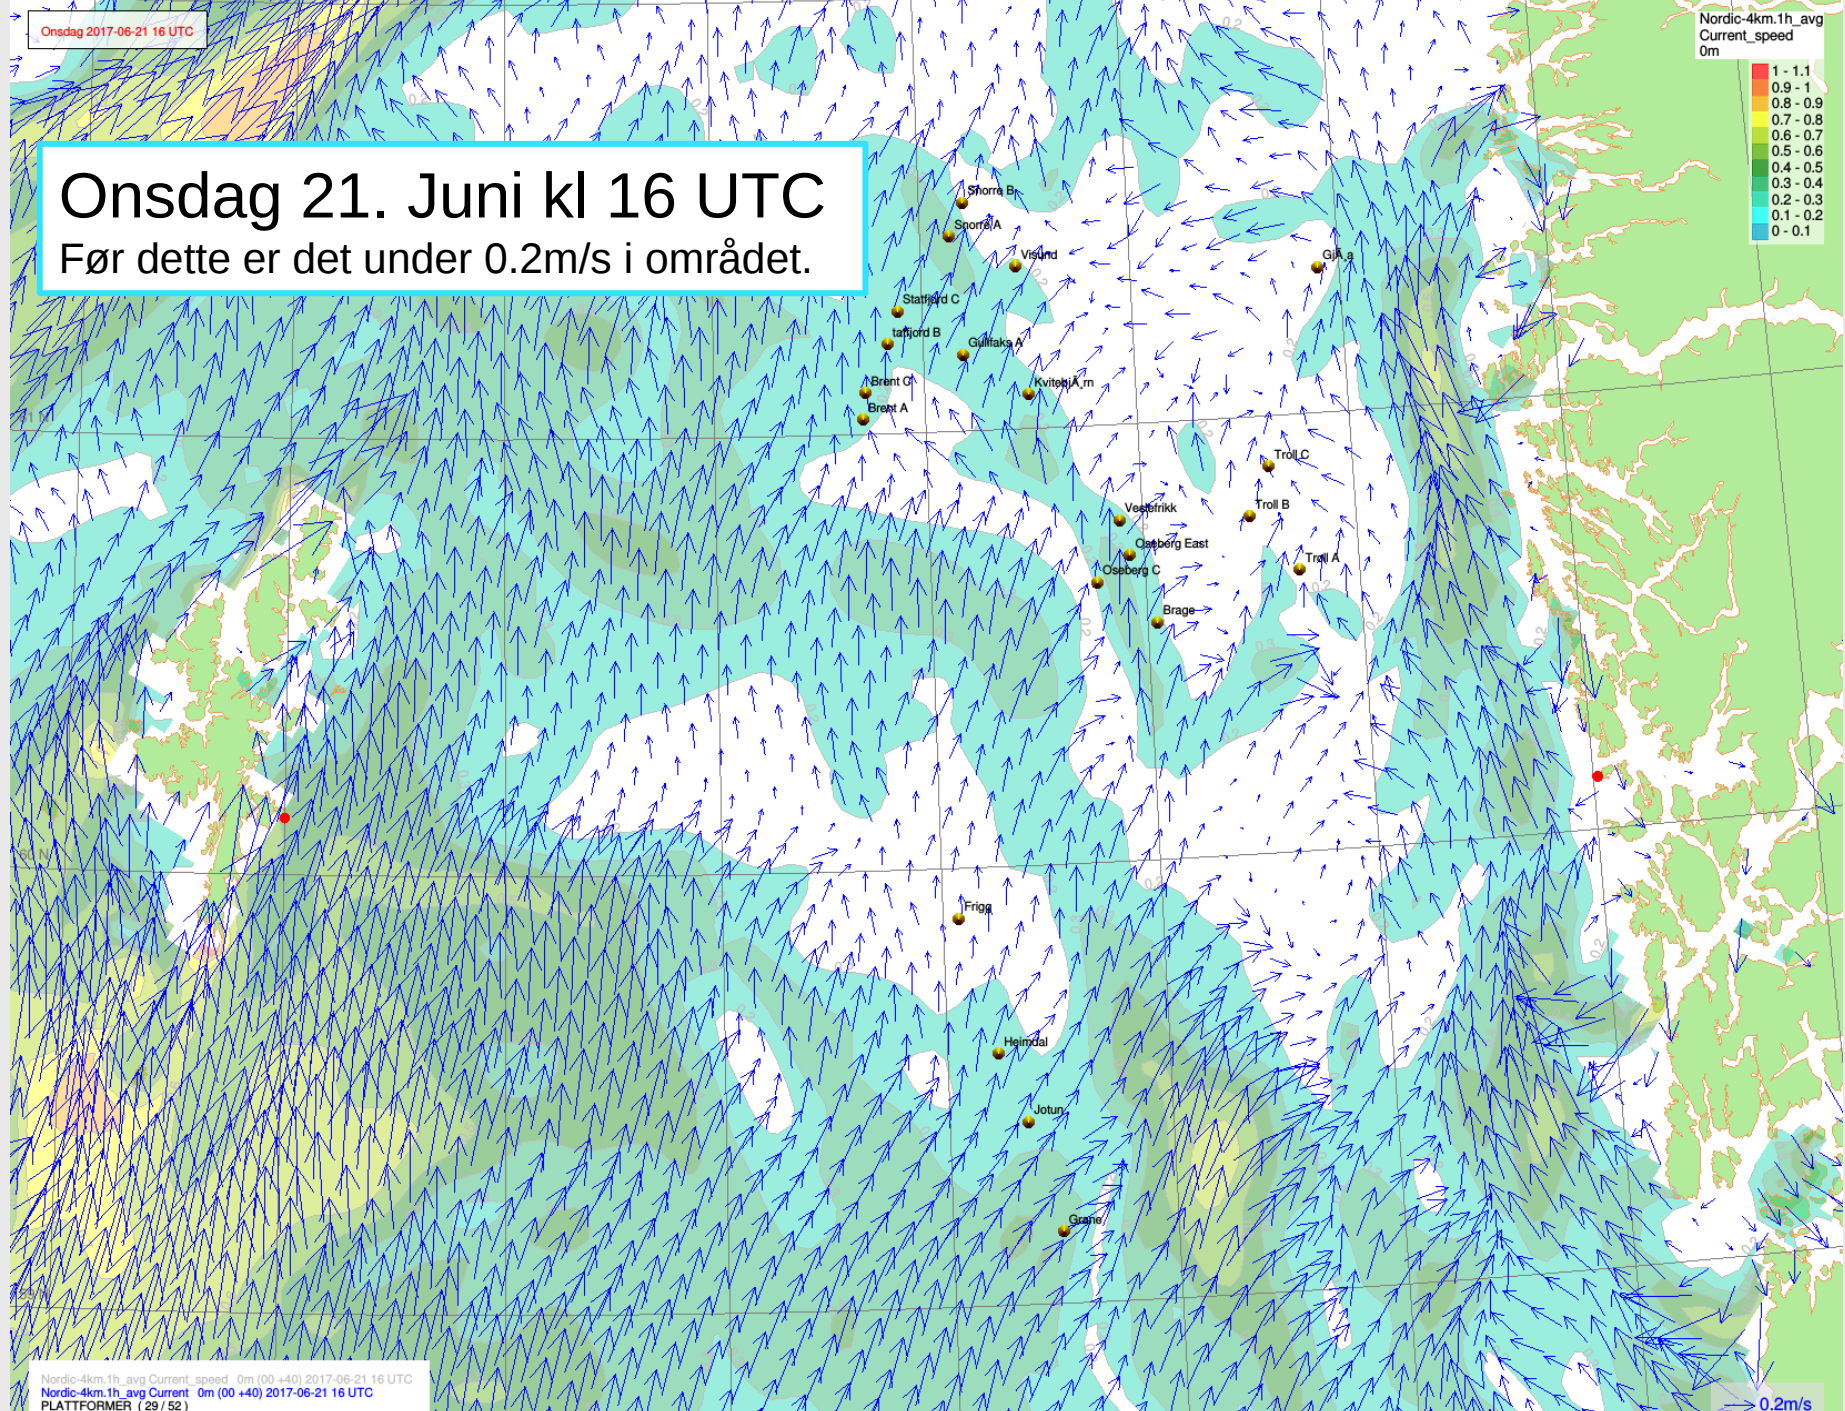 Onsdag 2017-06-21 16 UTC
Nordic-4km.1h_avg
Current_speed
0m
1 - 1.1
0.9 - 1
0.8 - 0.9
0.7 - 0.8
0.6 - 0.7
0.5 - 0.6
0.4 - 0.5
0.3 - 0.4
0.2 - 0.3
0.1 - 0.2
0 - 0.1
Onsdag 21. Juni kl 16 UTC
Før dette er det under 0.2m/s i området.
Snorre B
Snorre A
Visund
GjÃ¸a
Statfjord C
tatfjord B
Gullfaks A
Brent C
KvitebjÃ¸rn
Brent A
Troll C
Veslefrikk
Troll B
Oseberg East
Troll A
Oseberg C
Brage
60 N
Frigg
Heimdal
Jotun
Grane
Nordic-4km.1h_avg Current_speed 0m (00 +40) 2017-06-21 16 UTC
Nordic-4km.1h_avg Current 0m (00 +40) 2017-06-21 16 UTC
PLATTFORMER ( 29 / 52 )
0.2m/s